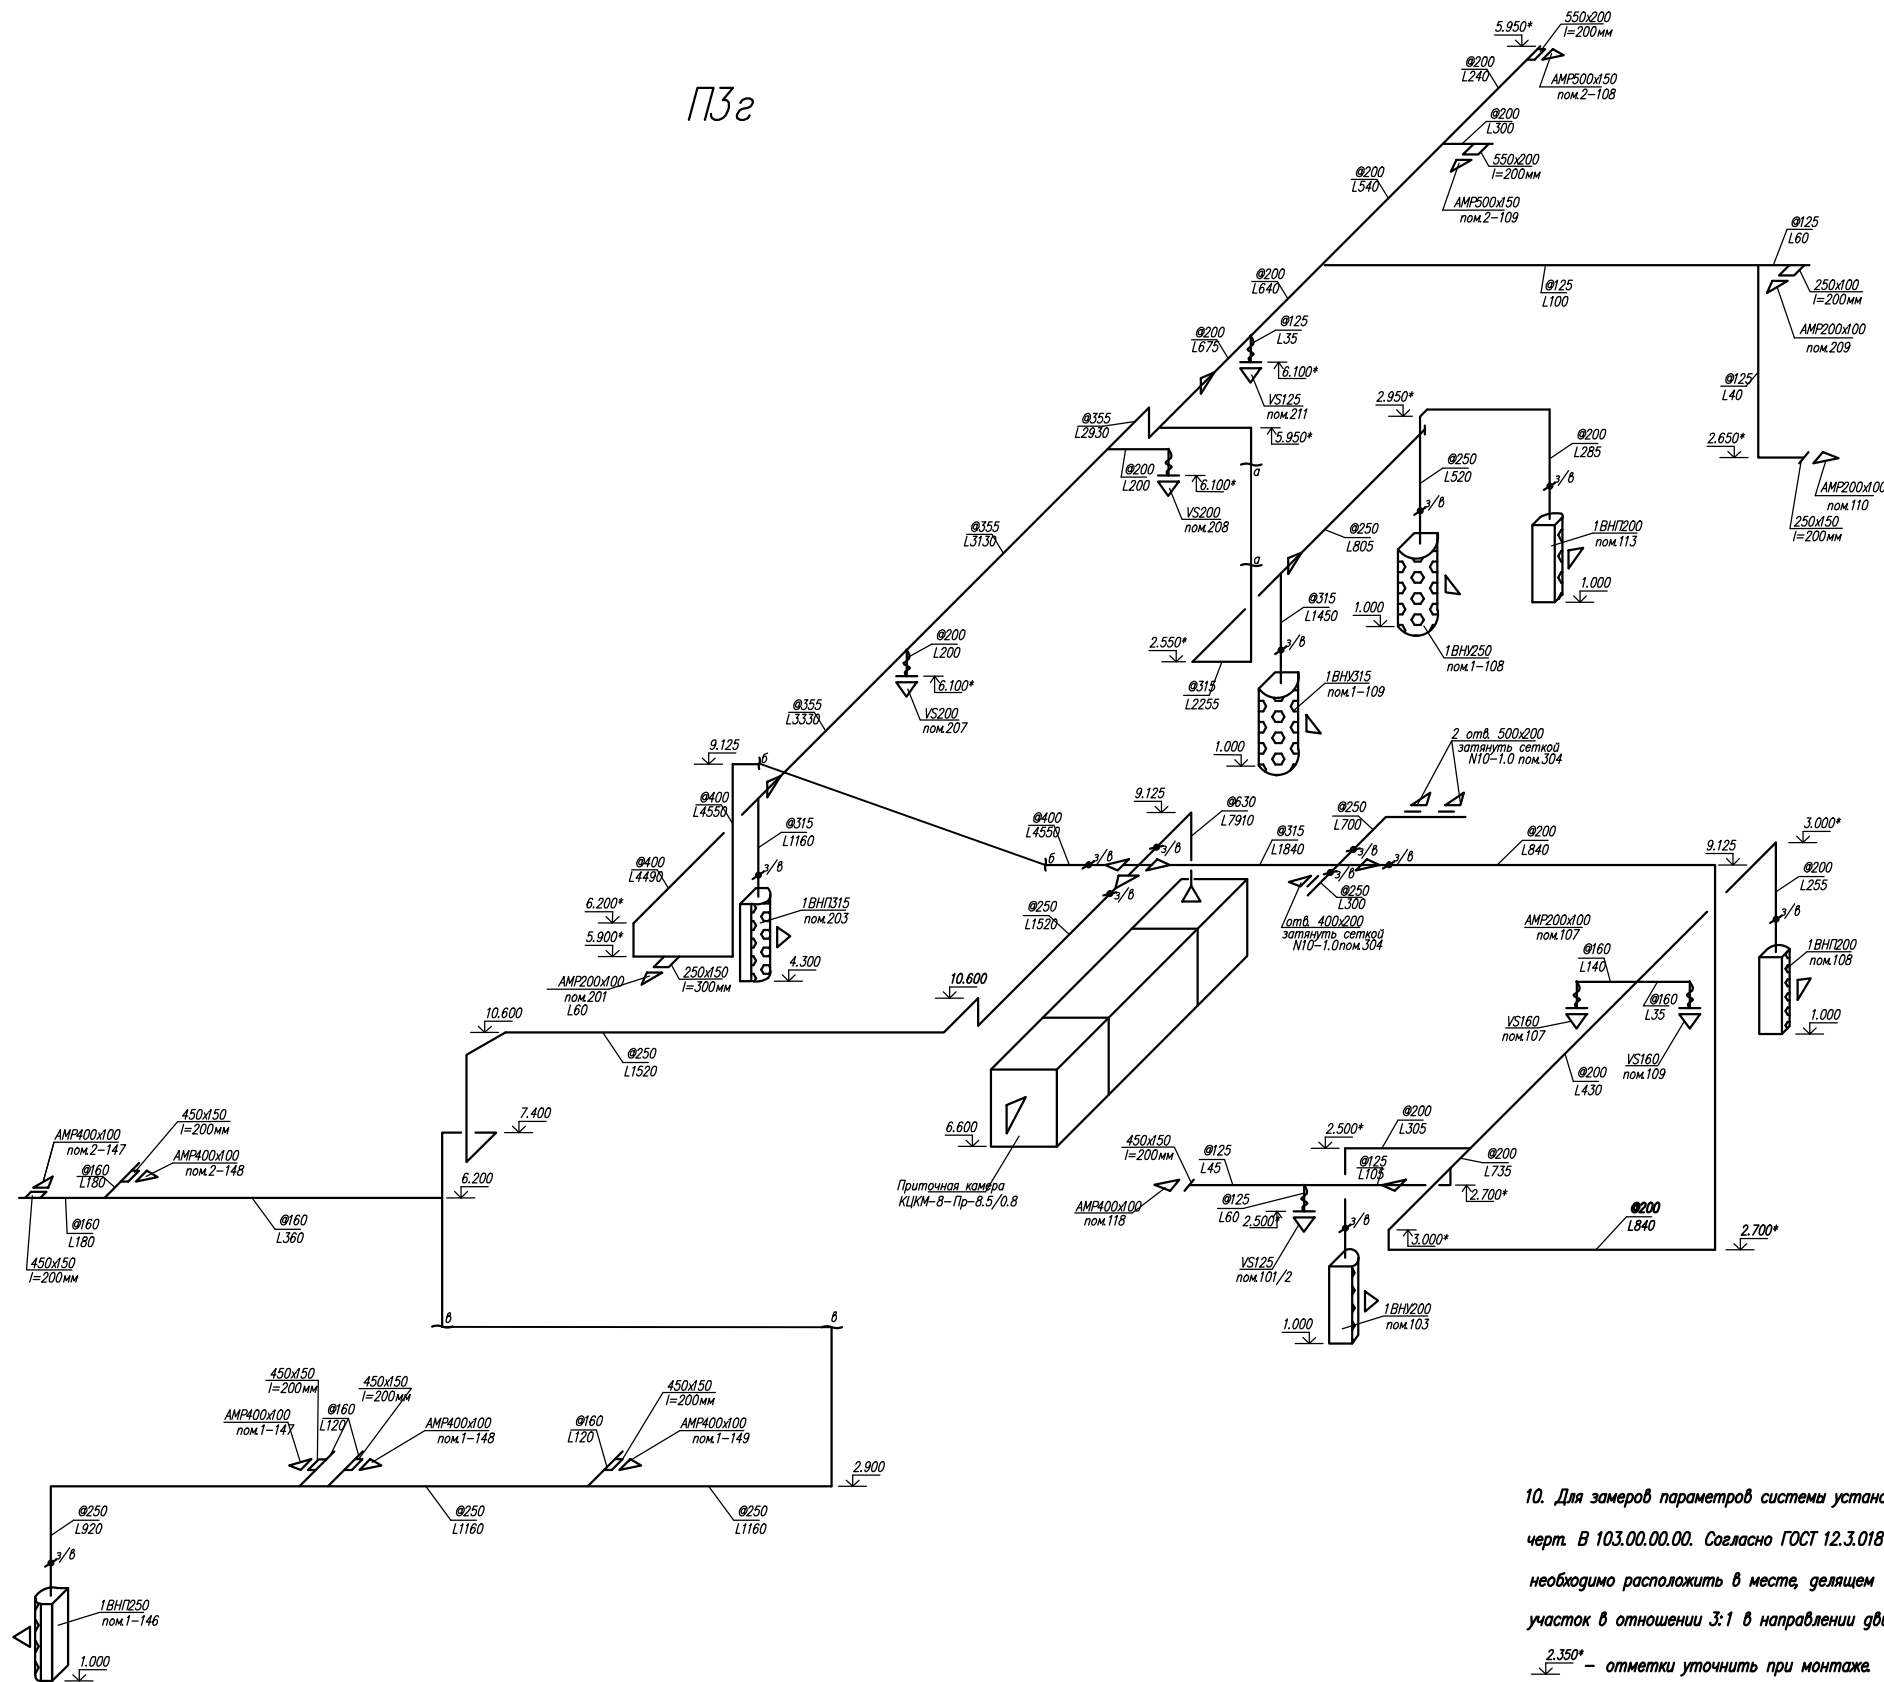 П3г
5.950*
550x200
l=200мм
@200
L240
АМР500x150
пом.2-108
@200
L300
550x200
l=200мм
@200
L540
АМР500x150
пом.2-109
@125
L60
@200
L640
@125
L100
250x100
l=200мм
@125
L35
@200
L675
АМР200x100
пом.209
6.100*
@125
L40
VS125
пом.211
2.950*
@355
L2930
5.950*
@200
L285
2.650*
@200
L200
а
6.100*
@250
L520
з/в
з/в
АМР200x100
пом.110
VS200
пом.208
250x150
l=200мм
@355
L3130
@250
L805
1ВНП200
пом.113
а
1.000
@315
L1450
1.000
з/в
@200
L200
2.550*
1ВНУ250
пом.1-108
6.100*
@315
L2255
1ВНУ315
пом.1-109
VS200
пом.207
@355
L3330
9.125
б
1.000
2 отв. 500x200
затянуть сеткой
N10-1.0 пом.304
@400
L4550
9.125
@630
L7910
@250
L700
@400
L4550
@315
L1160
@315
L1840
@200
L840
3.000*
9.125
б
з/в
з/в
з/в
з/в
з/в
з/в
@400
L4490
з/в
@200
L255
@250
L300
@250
L1520
отв. 400x200
затянуть сеткой
N10-1.0пом.304
6.200*
1ВНП315
пом.203
з/в
АМР200x100
пом.107
5.900*
4.300
@160
L140
1ВНП200
пом.108
250x150
l=300мм
АМР200x100
пом.201
L60
10.600
@160
L35
10.600
1.000
VS160
пом.107
@250
L1520
VS160
пом.109
@200
L430
7.400
450x150
l=200мм
6.600
@200
L305
2.500*
АМР400x100
пом.2-147
450x150
l=200мм
@125
L45
@200
L735
АМР400x100
пом.2-148
@160
L180
@125
L105
6.200
Приточная камера
КЦКМ-8-Пр-8.5/0.8
@125
L60
2.700*
АМР400x100
пом.118
2.500*
@200
L840
@160
L180
@160
L360
з/в
3.000*
2.700*
450x150
l=200мм
VS125
пом.101/2
1ВНУ200
пом.103
1.000
в
в
450x150
l=200мм
450x150
l=200мм
450x150
l=200мм
АМР400x100
пом.1-147
@160
L120
АМР400x100
пом.1-148
@160
L120
АМР400x100
пом.1-149
2.900
@250
L920
@250
L1160
@250
L1160
з/в
1ВНП250
пом.1-146
1.000
10. Для замеров параметров системы устано
черт. В 103.00.00.00. Согласно ГОСТ 12.3.018
необходимо расположить в месте, делящем
участок в отношении 3:1 в направлении дви
2.350* - отметки уточнить при монтаже.